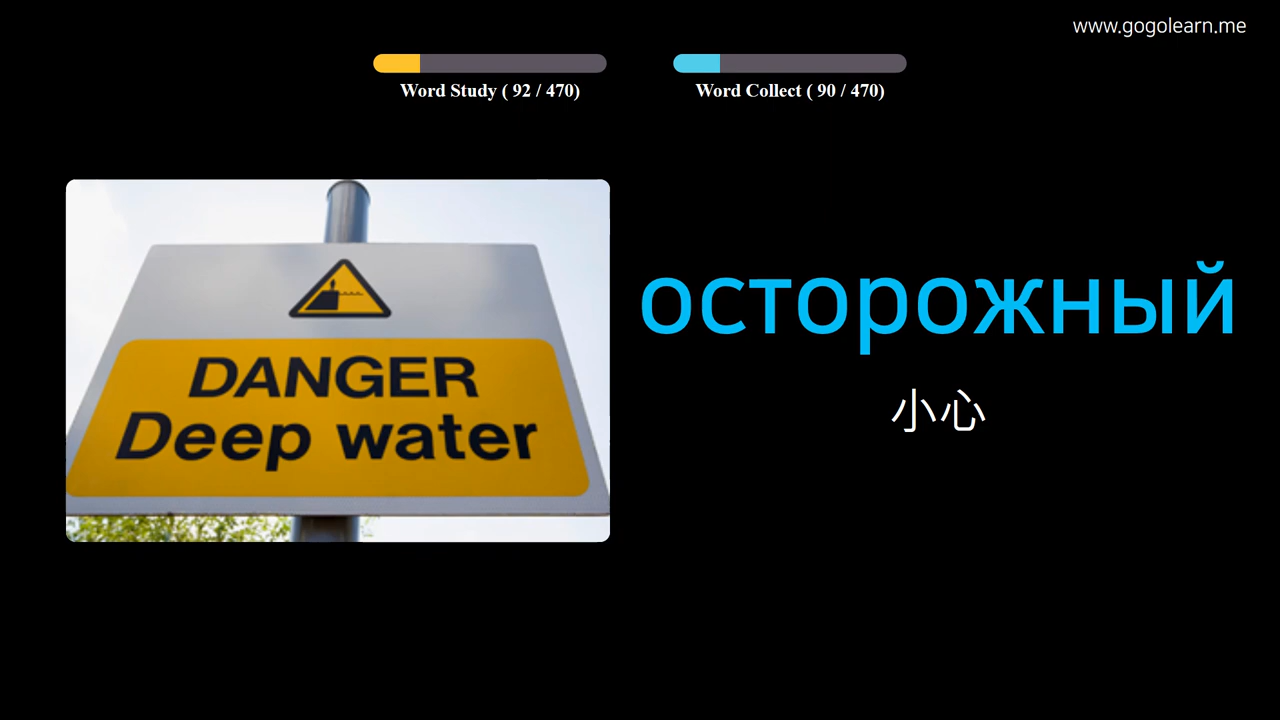 www.gogolearn.me
Word Study ( 92 / 470)
Word Collect ( 90 / 470)
DANGER
Deep water
осторожный
小心